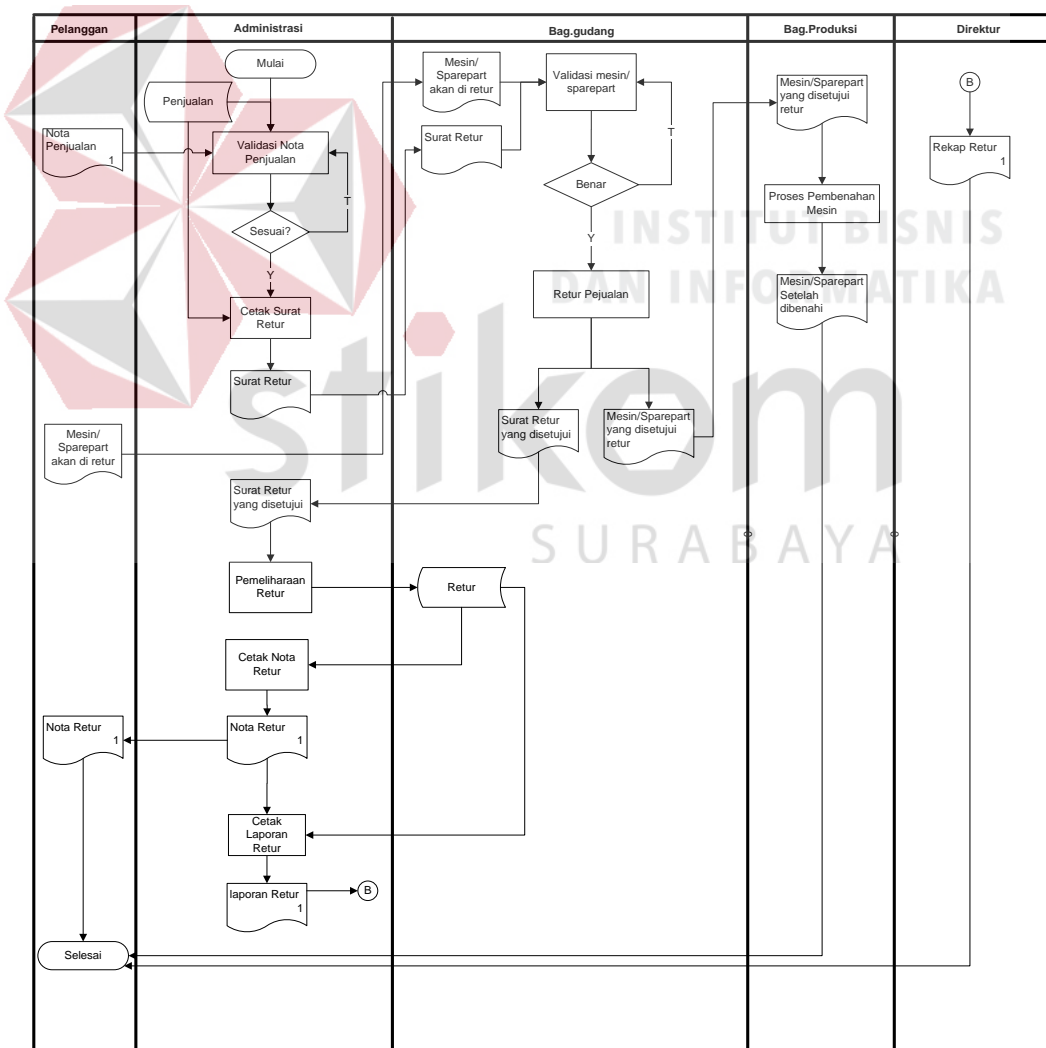 Pelanggan
Administrasi
Bag.gudang
Bag.Produksi
Direktur
Mulai
Penjualan
Nota
Penjualan
1
Validasi Nota
Penjualan
T
Sesuai?
Y
Cetak Surat
Retur
Surat Retur
Mesin/
Sparepart
akan di retur
Surat Retur
yang disetujui
Pemeliharaan
Retur
Cetak Nota
Retur
Nota Retur
1
Nota Retur
1
Cetak
Laporan
Retur
laporan Retur
1
B
Selesai
Mesin/
Sparepart
akan di retur
Surat Retur
Validasi mesin/
sparepart
T
Benar
Y
Retur Pejualan
Surat Retur
yang disetujui
Mesin/Sparepart
yang disetujui
retur
Retur
Mesin/Sparepart
yang disetujui
retur
Proses Pembenahan
Mesin
Mesin/Sparepart
Setelah
dibenahi
B
Rekap Retur
1
INSTITUT BISNIS
DAN INFORMATIKA
stikom
SURABAYA